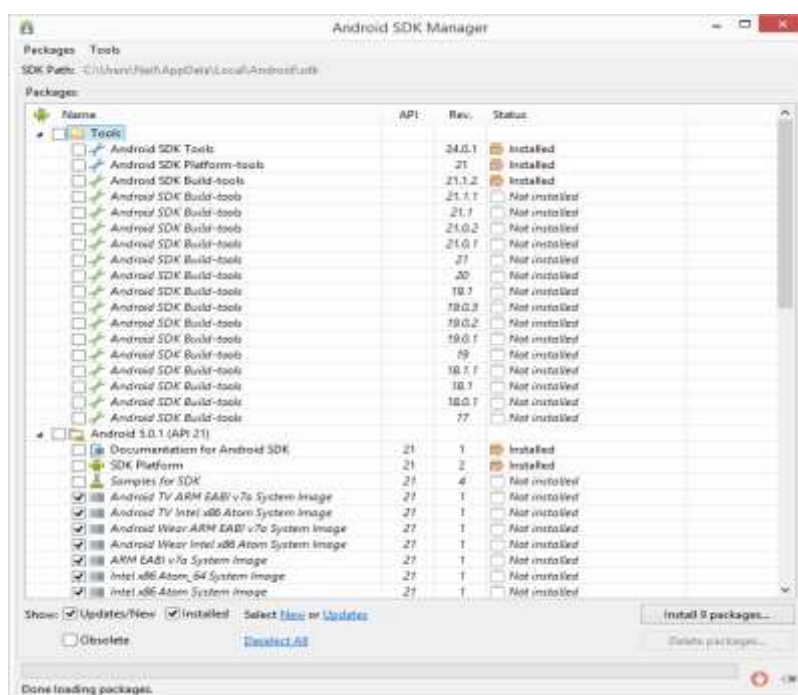 Android SDK Manager
Packages Tools
SDK Path: C:\Users\Neil\AppData\Local\Android\sdk
Packages
Name API Rev. Status
Tools
Android SDK Tools 24.0.1 Installed
Android SDK Platform-tools 21 Installed
Android SDK Build-tools 21.1.2 Installed
Android SDK Build-tools 21.1.1 Not installed
Android SDK Build-tools 21.1 Not installed
Android SDK Build-tools 21.0.2 Not installed
Android SDK Build-tools 21.0.1 Not installed
Android SDK Build-tools 21 Not installed
Android SDK Build-tools 20 Not installed
Android SDK Build-tools Not installed
Android SDK Build-tools 19.0.3 Not installed
Android SDK Build-tools 19.0.2 Not installed
Android SDK Build-tools 19.0.1 Not installed
Android SDK Build-tools 19 Not installed
Android SDK Build-tools 18.1.1 Not installed
Android SDK Build-tools 18.1 Not installed
Android SDK Build-tools 18.0.1 Not installed
Android SDK Build-tools 17 Not installed
Android 5.0.1 (API 21)
Documentation for Android SDK 21 1 Installed
SDK Platform 21 2 Installed
Samples for SDK 21 4 Not installed
Android TV ARM EABI v7a System Image 21 1 Not installed
Android TV Intel x86 Atom System Image 21 1 Not installed
Android Wear ARM EABI v7a System Image 21 1 Not installed
Android Wear Intel x86 Atom System Image 21 1 Not installed
ARM EABI v7a System Image 21 1 Not installed
Intel x86 Atom_64 System Image 21 1 Not installed
Intel x86 Atom System Image 21 1 Not installed
Show: Updates/New Installed Select New or Updates Install 9 packages...
Obsolete Deselect All Delete packages...
Done loading packages.